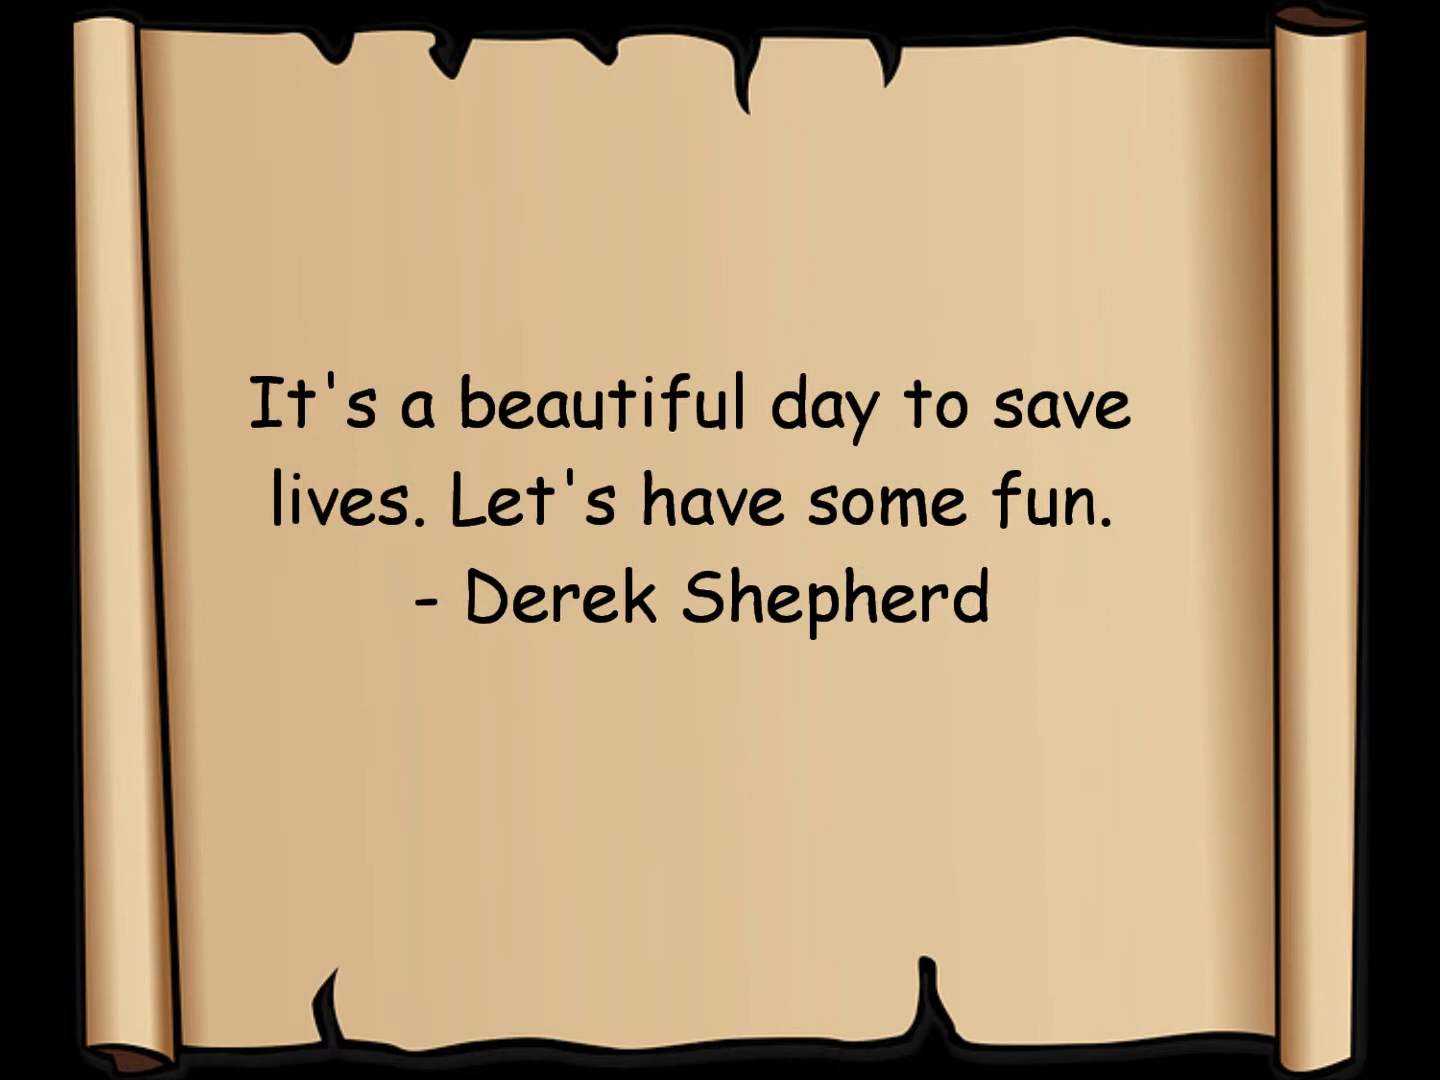 It's a beautiful day to save
lives. Let's have some fun.
- Derek Shepherd